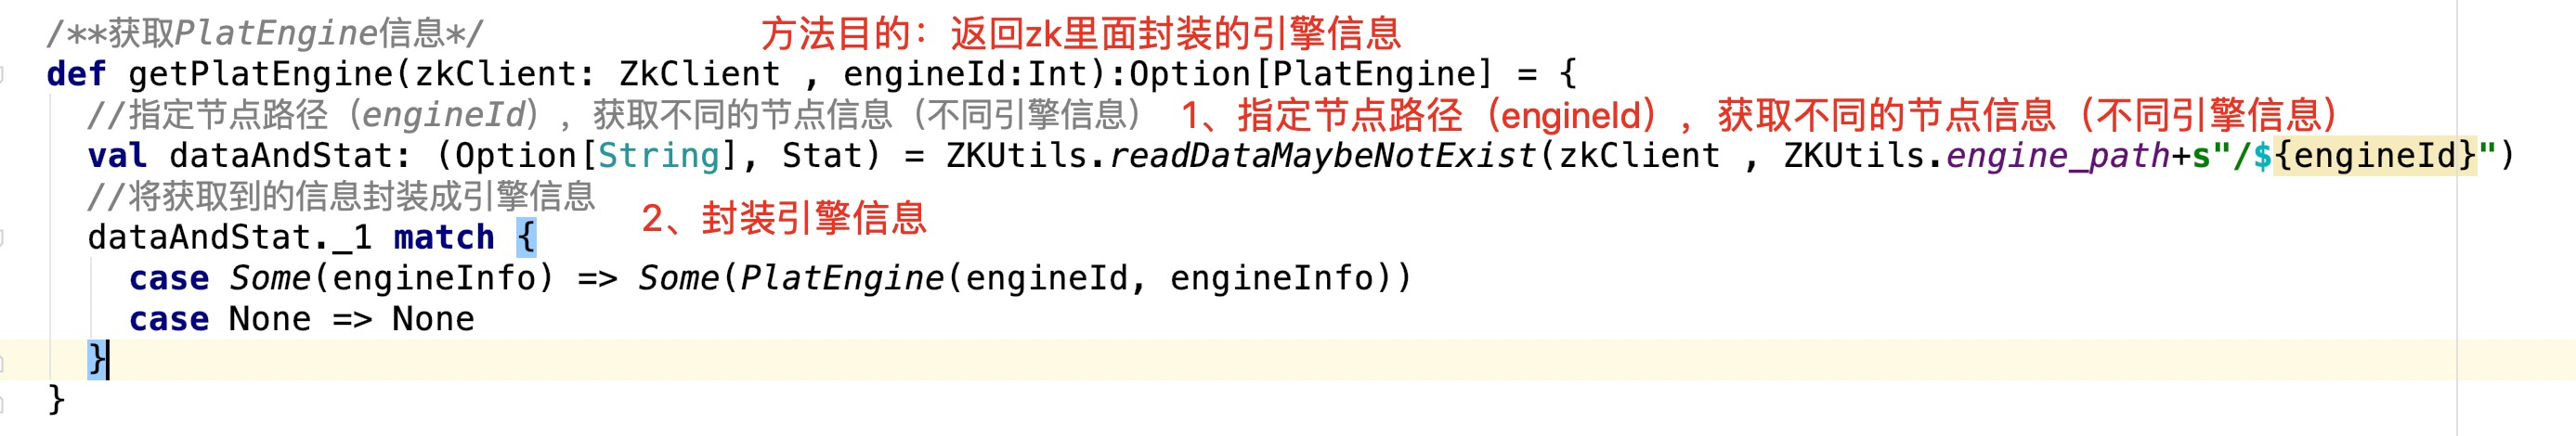 /**获取PlatEngine信息*/ 方法目的：返回zk里面封装的引擎信息
def getPlatEngine(zkClient: ZkClient , engineId:Int):Option[PlatEngine] = {
//指定节点路径（engineId），获取不同的节点信息（不同引擎信息） 1、指定节点路径（engineId），获取不同的节点信息（不同引擎信息）
val dataAndStat: (Option[String], Stat) = ZKUtils.readDataMaybeNotExist(zkClient , ZKUtils.engine_path+s"/${engineId}")
//将获取到的信息封装成引擎信息
2、封装引擎信息
dataAndStat._1 match {
case Some(engineInfo) => Some(PlatEngine(engineId, engineInfo))
case None => None
}
}